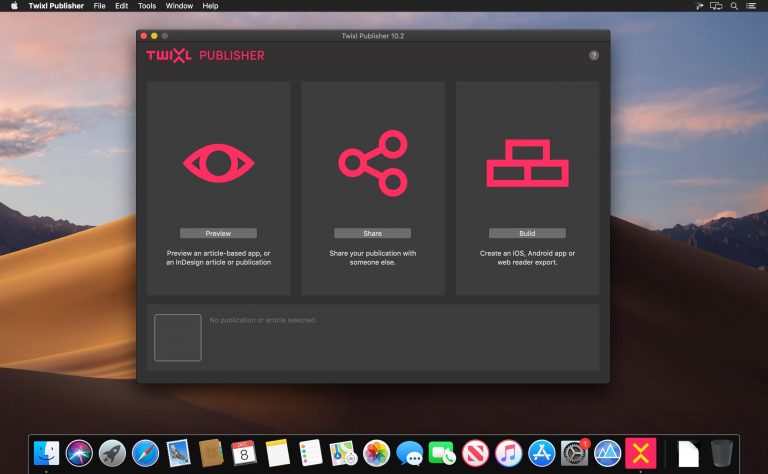 Twixl Publisher File Edit Tools Window Help
Twixl Publisher 10.2
TWIXL PUBLISHER
?
Preview
Preview an article-based app, or
an InDesign article or publication
Share
Share your publication with
someone else.
Build
Create an iOS, Android app or
web reader export.
No publication or article selected
DEC
8
1